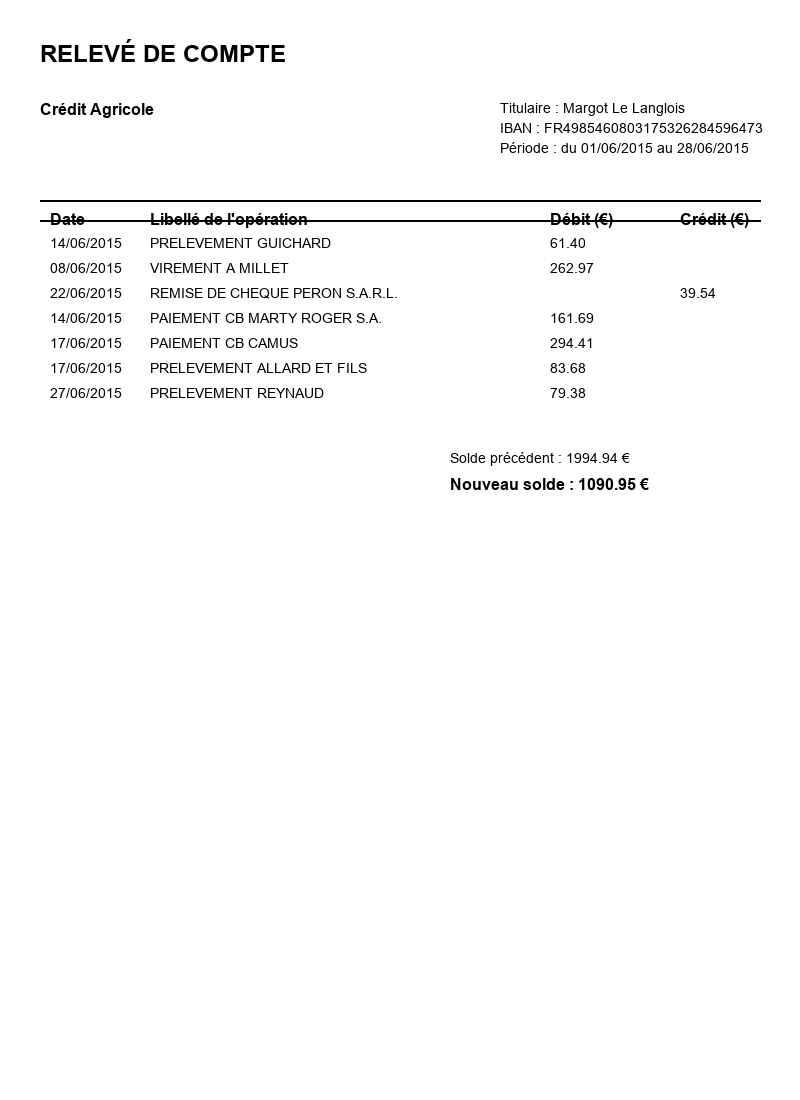 RELEVÉ DE COMPTE
Crédit Agricole
Titulaire : Margot Le Langlois
IBAN : FR4985460803175326284596473
Période : du 01/06/2015 au 28/06/2015
Date Libellé de l'opération Débit (€) Crédit (€)
14/06/2015 PRELEVEMENT GUICHARD 61.40
08/06/2015 VIREMENT A MILLET 262.97
22/06/2015 REMISE DE CHEQUE PERON S.A.R.L. 39.54
14/06/2015 PAIEMENT CB MARTY ROGER S.A. 161.69
17/06/2015 PAIEMENT CB CAMUS 294.41
17/06/2015 PRELEVEMENT ALLARD ET FILS 83.68
27/06/2015 PRELEVEMENT REYNAUD 79.38
Solde précédent : 1994.94 €
Nouveau solde : 1090.95 €